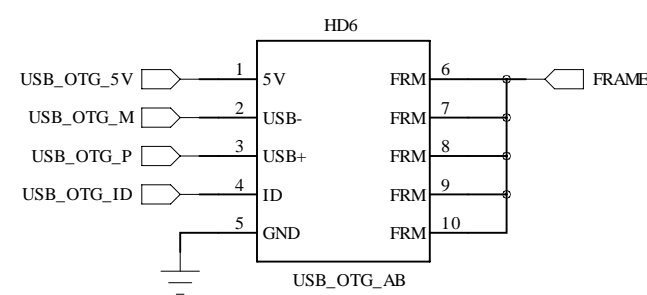 HD6
USB_OTG_5V 1 5V FRM 6 FRAME
USB_OTG_M 2 USB- FRM 7
USB_OTG_P 3 USB+ FRM 8
USB_OTG_ID 4 ID FRM 9
5 GND FRM 10
USB_OTG_AB